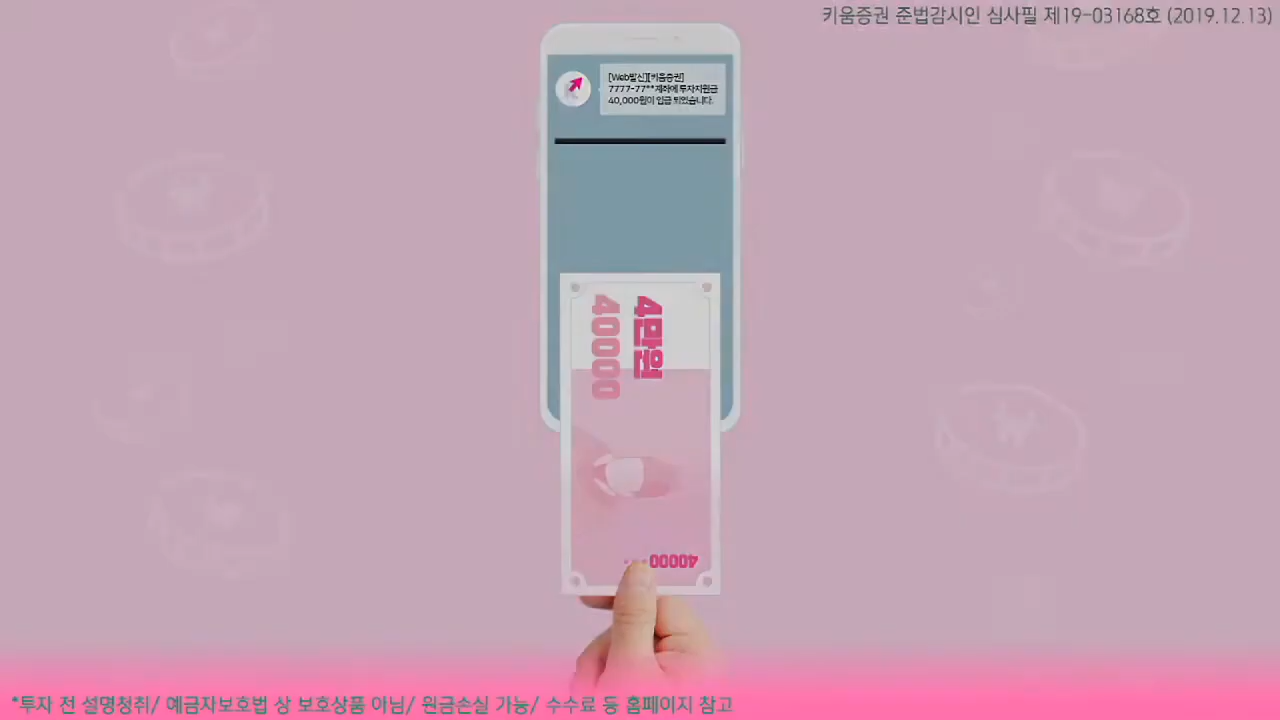 키움증권 준법감시인 심사필 제19-03168호 (2019.12.13)
[Web발신][키움증권]
7777-77**계좌에 투자지원금
40,000원이 입금 되었습니다.
4만원
40000
40000
*투자 전 설명청취/ 예금자보호법 상 보호상품 아님/ 원금손실 가능/ 수수료 등 홈페이지 참고